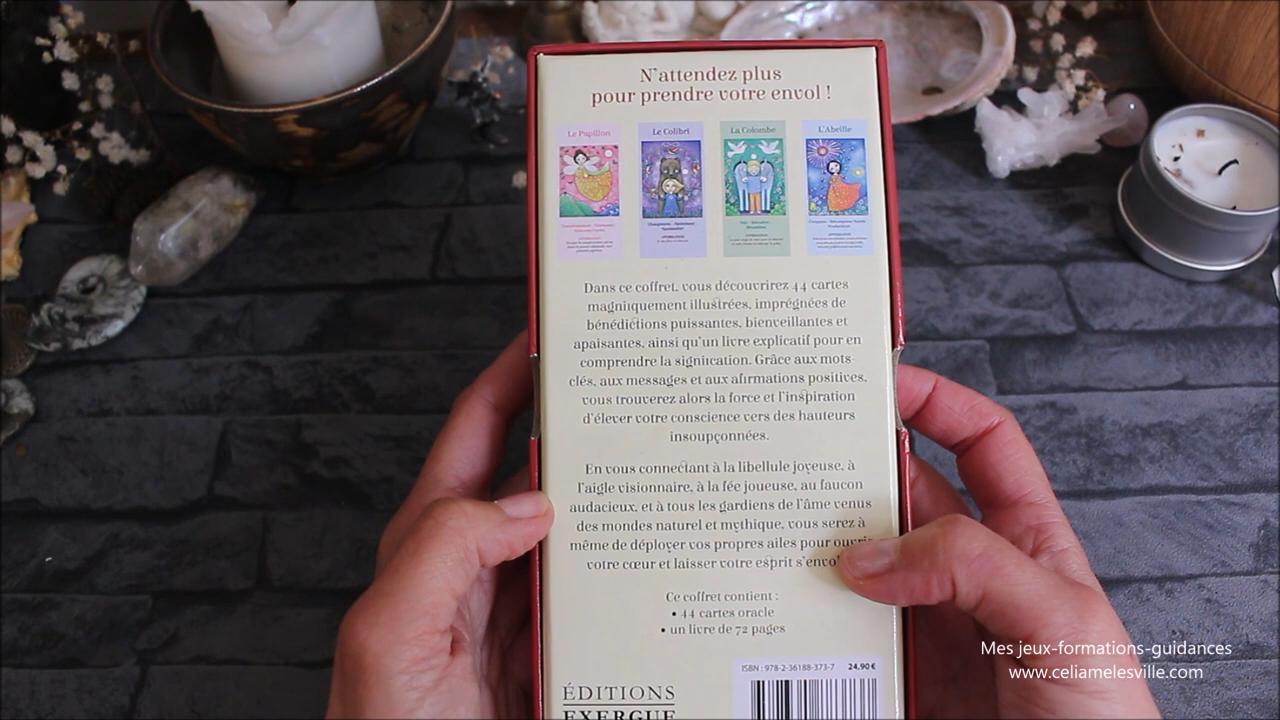 N'attendez plus
pour prendre votre envol !
Le Papillon
Le Colibri
La Colombe
L'Abeille
Dans ce coffret, vous découvrirez 44 cartes
magniiquement illustrées, imprégnées de
bénédictions puissantes, bienveillantes et
apaisantes, ainsi qu'un livre explicatif pour en
comprendre la signiication. Grâce aux mots-
clés, aux messages et aux afirmations positives,
vous trouverez alors la force et l'inspiration
d'élever votre conscience vers des hauteurs
insoupçonnées.
En vous connectant à la libellule joyeuse, à
l'aigle visionnaire, à la fée joueuse, au faucon
audacieux, et à tous les gardiens de l'âme venus
des mondes naturel et mythique, vous serez à
même de déployer vos propres ailes pour ouvrir
votre cœur et laisser votre esprit s'envol
Ce coffret contient :
• 44 cartes oracle
• un livre de 72 pages
ISBN : 978-2-36188-373-7 24,90 €
ÉDITIONS
EXERGUE
Mes jeux-formations-guidances
www.celiamelesville.com